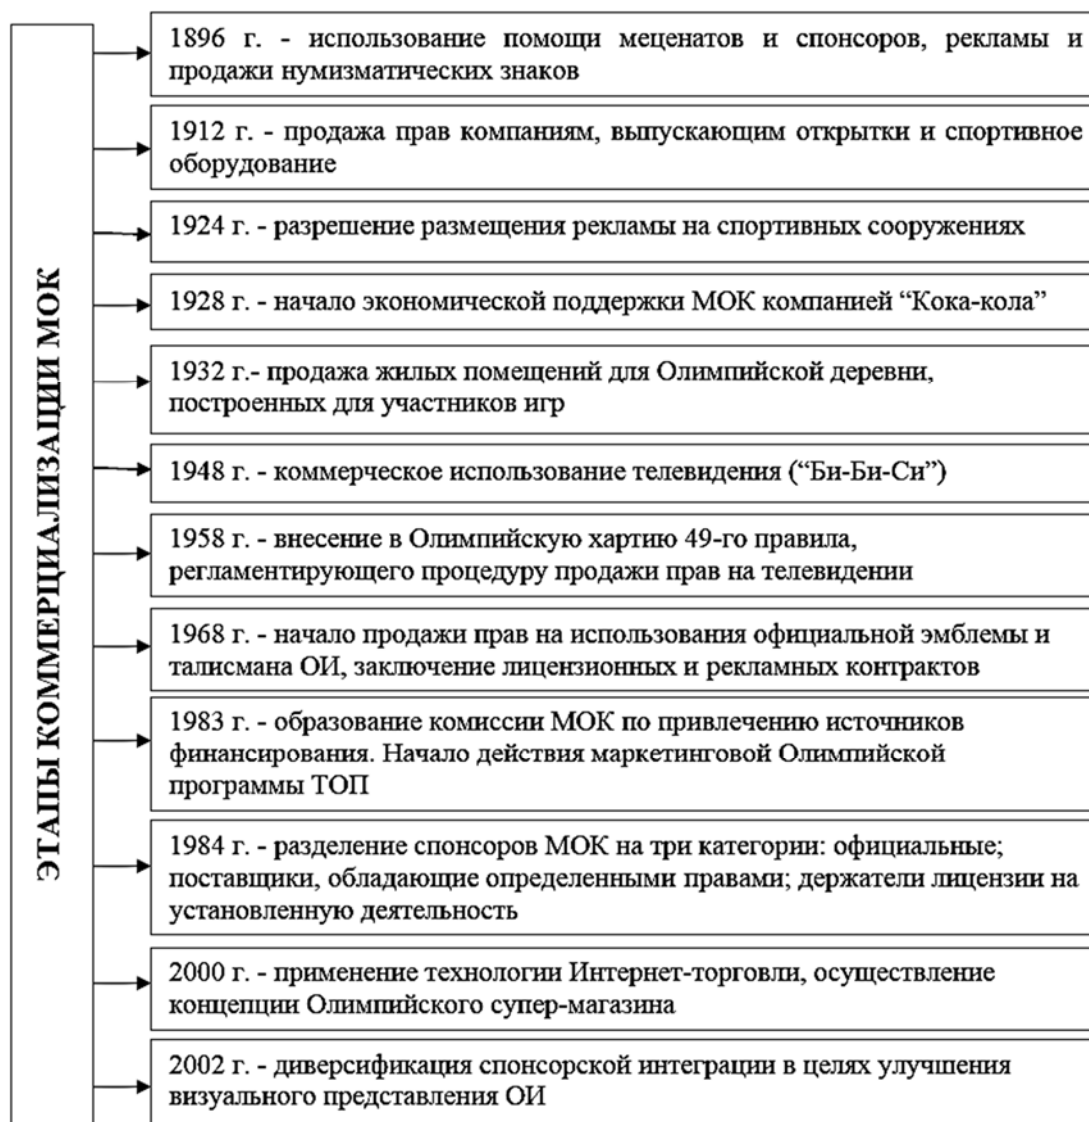 ЭТАПЫ КОММЕРЦИАЛИЗАЦИИ МОК
1896 г. - использование помощи меценатов и спонсоров, рекламы и
продажи нумизматических знаков
1912 г. - продажа прав компаниям, выпускающим открытки и спортивное
оборудование
1924 г. - разрешение размещения рекламы на спортивных сооружениях
1928 г. - начало экономической поддержки МОК компанией “Кока-кола”
1932 г.- продажа жилых помещений для Олимпийской деревни,
построенных для участников игр
1948 г. - коммерческое использование телевидения (“Би-Би-Си”)
1958 г. - внесение в Олимпийскую хартию 49-го правила,
регламентирующего процедуру продажи прав на телевидении
1968 г. - начало продажи прав на использования официальной эмблемы и
талисмана ОИ, заключение лицензионных и рекламных контрактов
1983 г. - образование комиссии МОК по привлечению источников
финансирования. Начало действия маркетинговой Олимпийской
программы ТОП
1984 г. - разделение спонсоров МОК на три категории: официальные;
поставщики, обладающие определенными правами; держатели лицензии на
установленную деятельность
2000 г. - применение технологии Интернет-торговли, осуществление
концепции Олимпийского супер-магазина
2002 г. - диверсификация спонсорской интеграции в целях улучшения
визуального представления ОИ